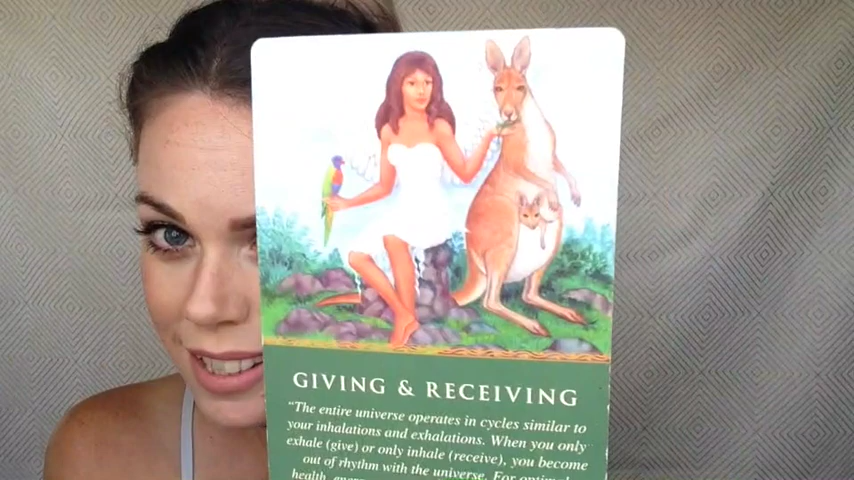 GIVING & RECEIVING
"The entire universe operates in cycles similar to
your inhalations and exhalations. When you only
exhale (give) or only inhale (receive), you become
out of rhythm with the universe. For optimal
health,